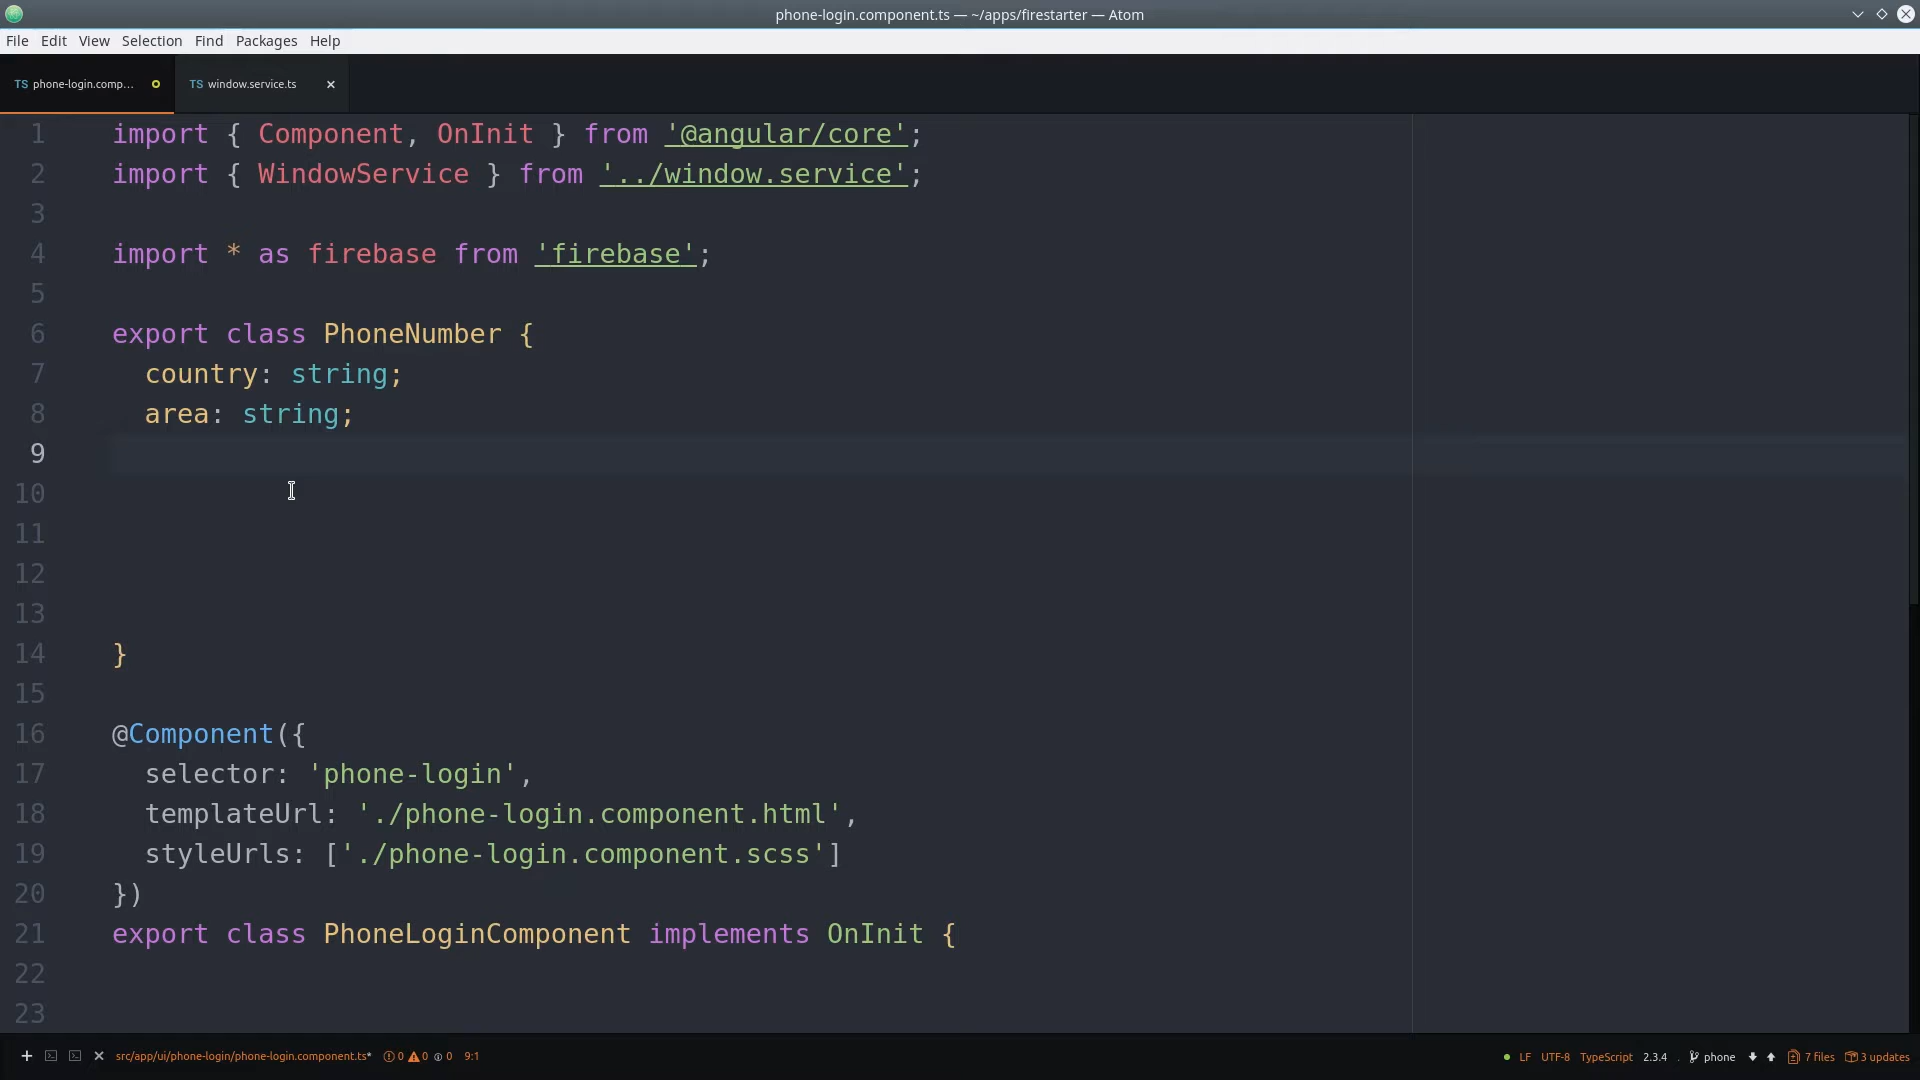 phone-login.component.ts — ~/apps/firestarter — Atom
File Edit View Selection Find Packages Help
TS phone-login.comp... TS window.service.ts
1 import { Component, OnInit } from '@angular/core';
2 import { WindowService } from '../window.service';
3
4 import * as firebase from 'firebase';
5
6 export class PhoneNumber {
7 country: string;
8 area: string;
9
10
11
12
13
14 }
15
16 @Component({
17 selector: 'phone-login',
18 templateUrl: './phone-login.component.html',
19 styleUrls: ['./phone-login.component.scss']
20 })
21 export class PhoneLoginComponent implements OnInit {
22
23
src/app/ui/phone-login/phone-login.component.ts* 0 0 0 9:1 LF UTF-8 TypeScript 2.3.4 phone 7 files 3 updates